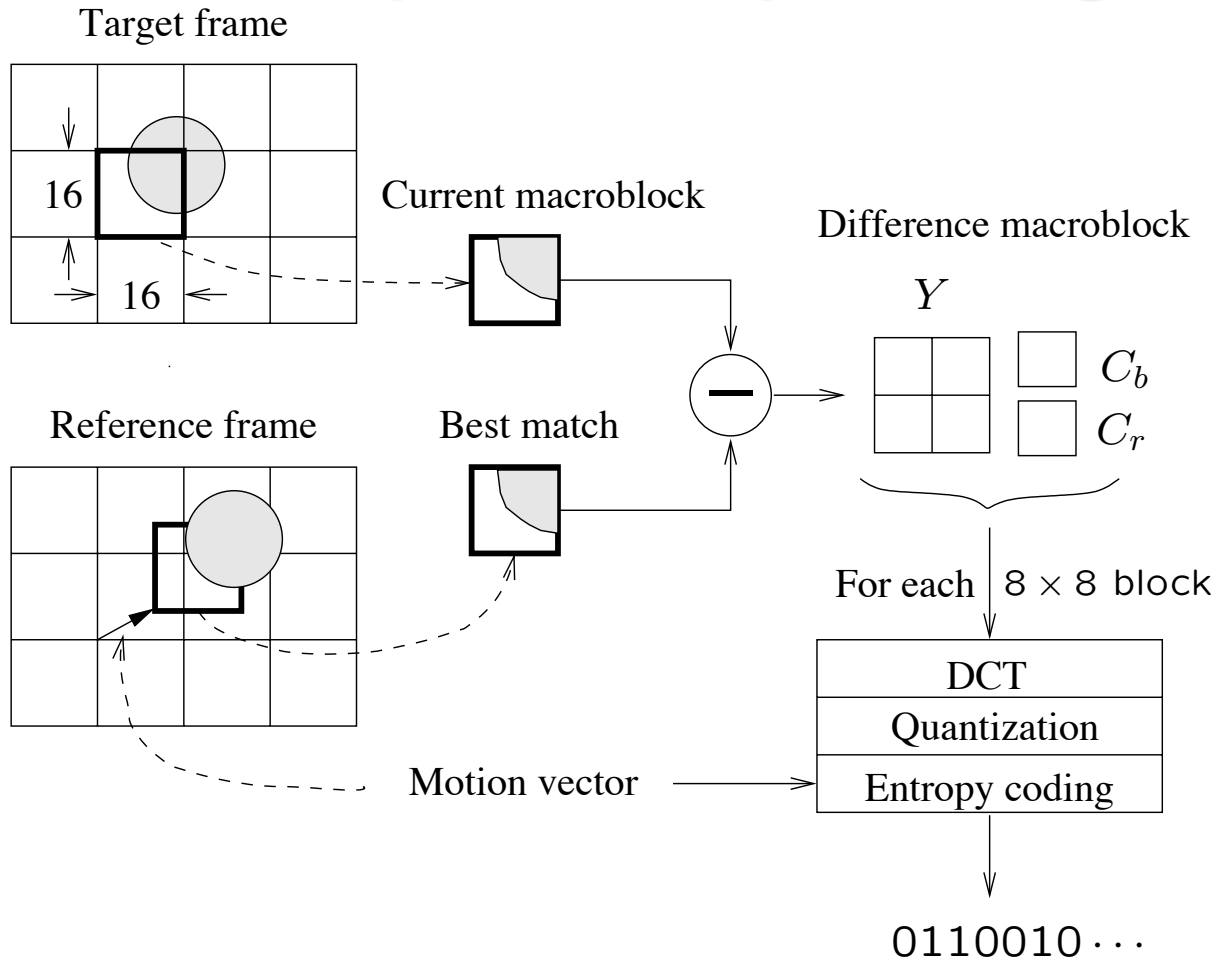 Target frame
16
16
Current macroblock
Difference macroblock
Y
C_b
C_r
Reference frame
Best match
For each 8 × 8 block
DCT
Quantization
Motion vector
Entropy coding
0110010···